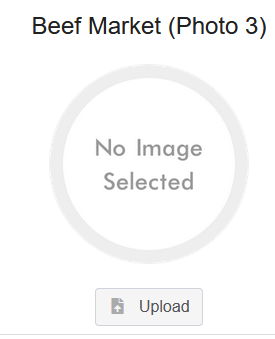 Beef Market (Photo 3)
No Image
Selected
Upload